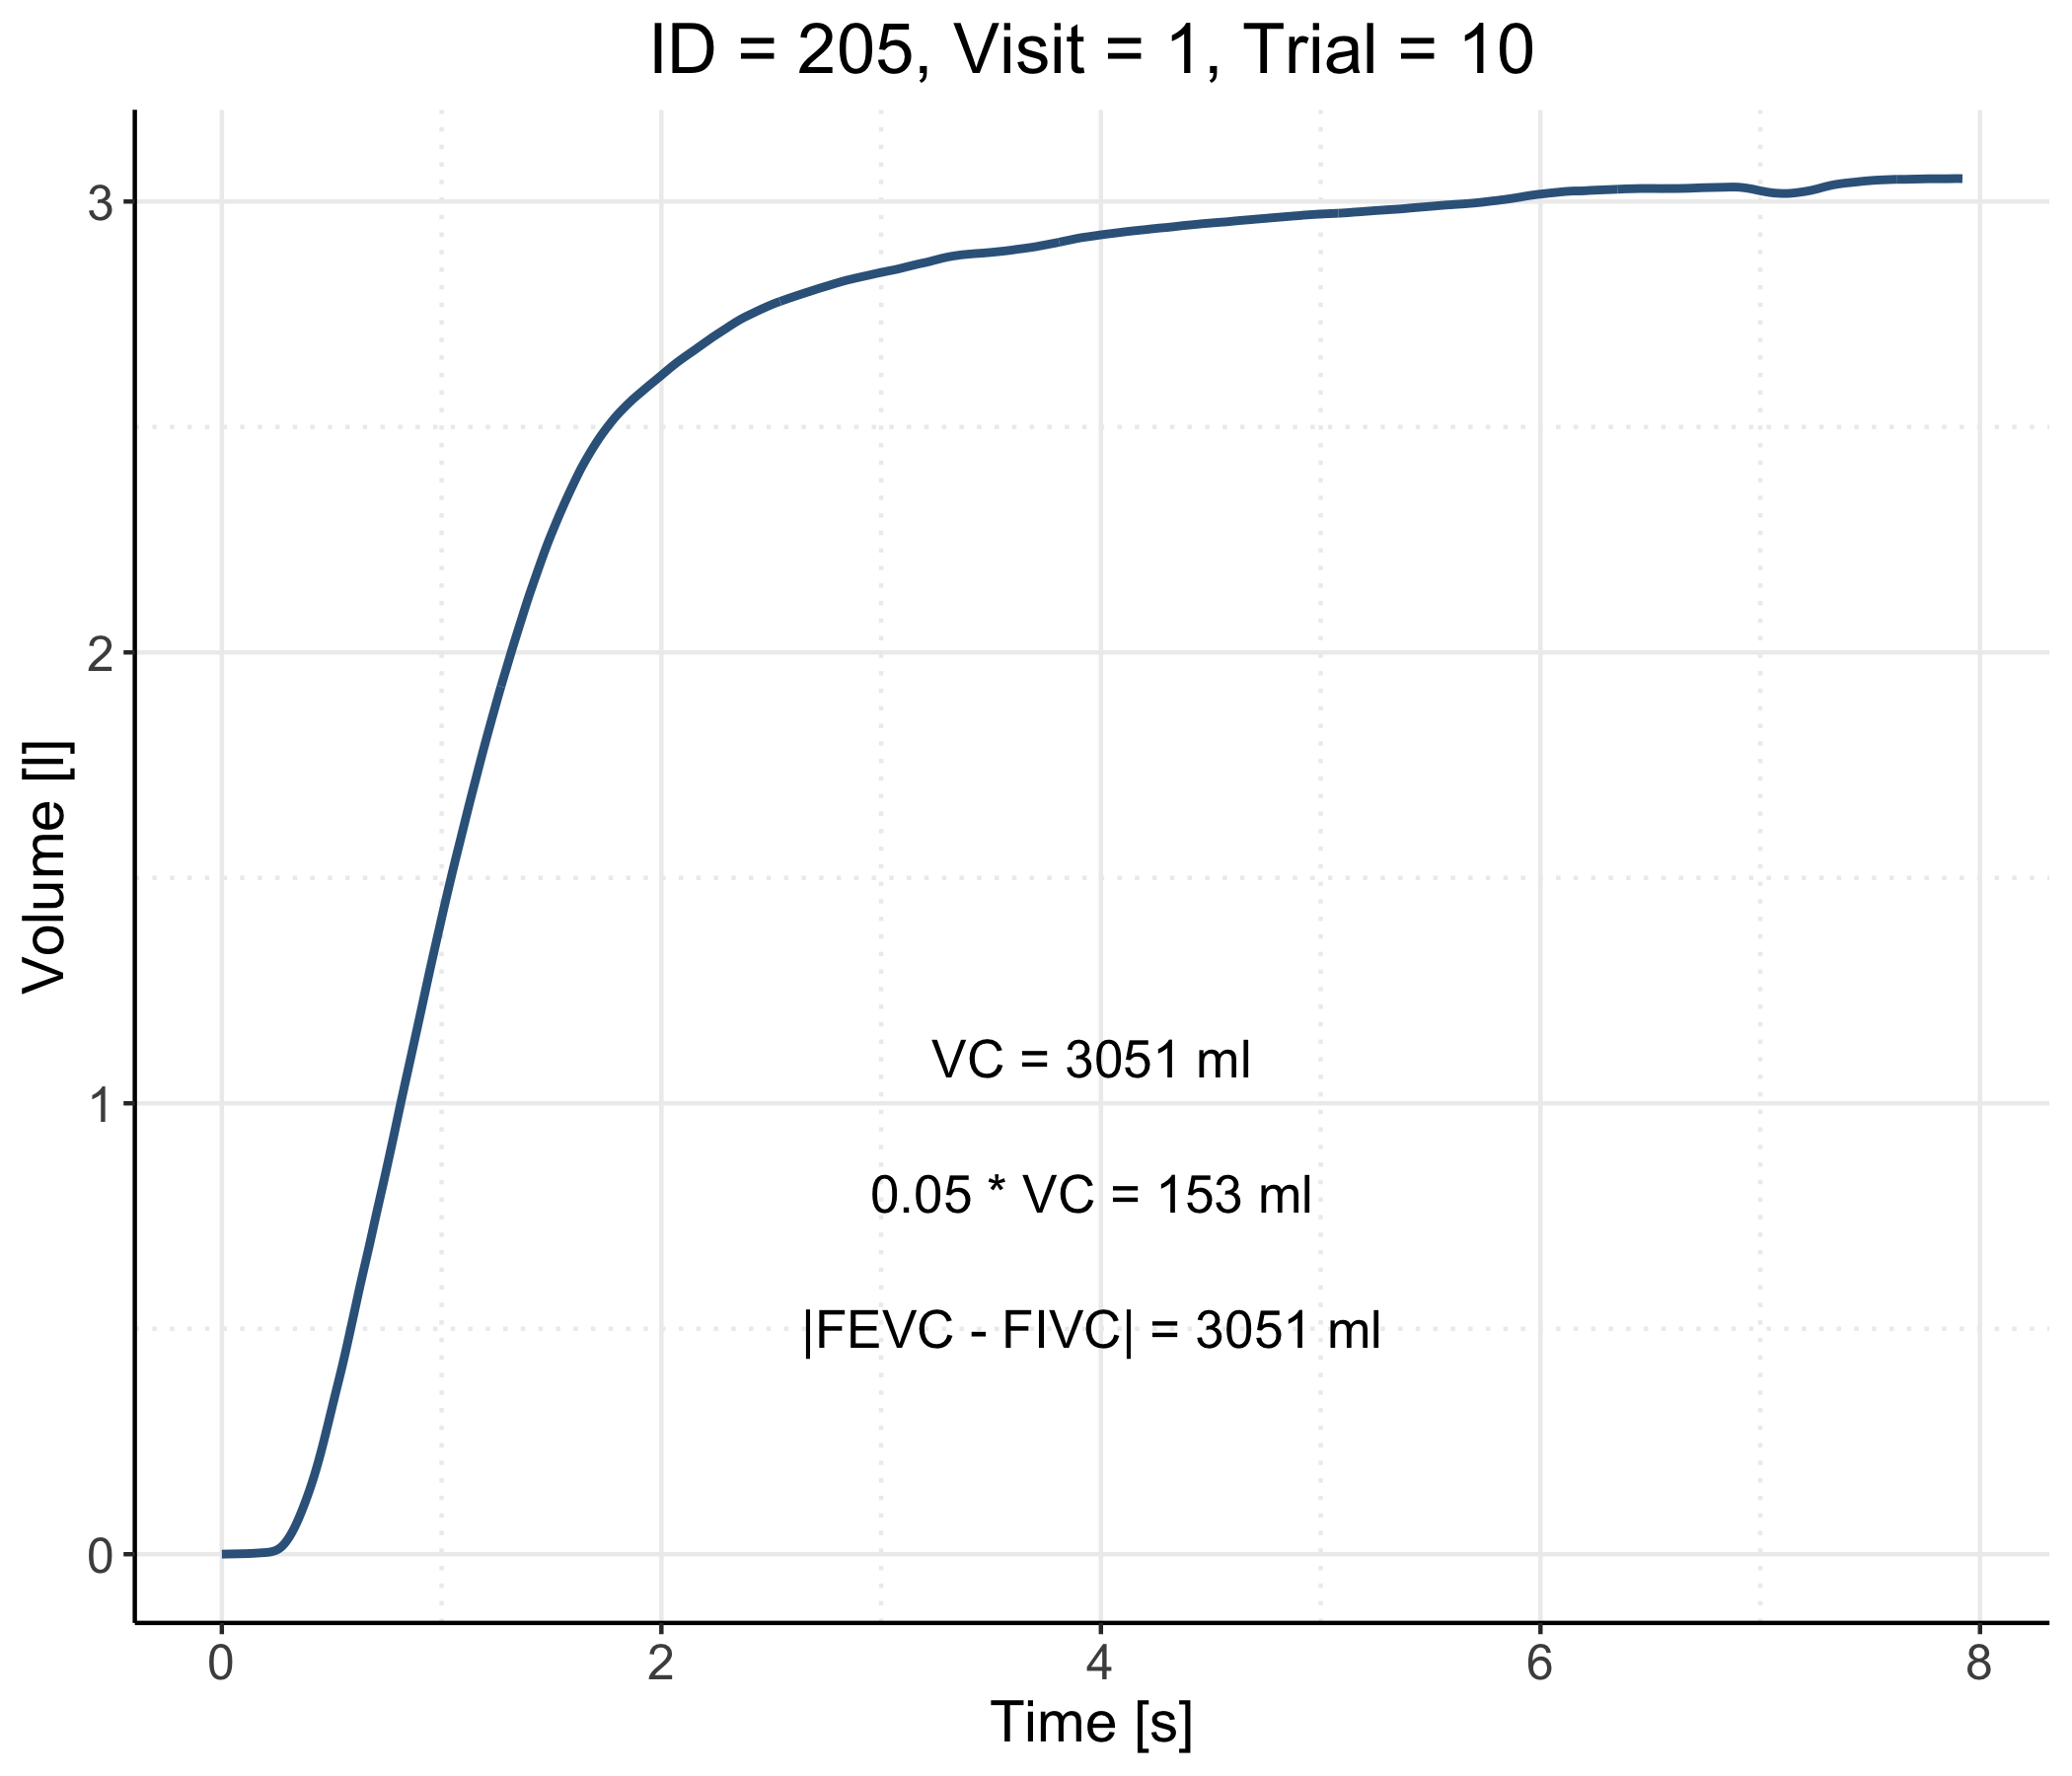 ID = 205, Visit = 1, Trial = 10
3
2
1
0
Volume [l]
VC = 3051 ml
0.05 * VC = 153 ml
|FEVC - FIVC| = 3051 ml
0 2 4 6 8
Time [s]